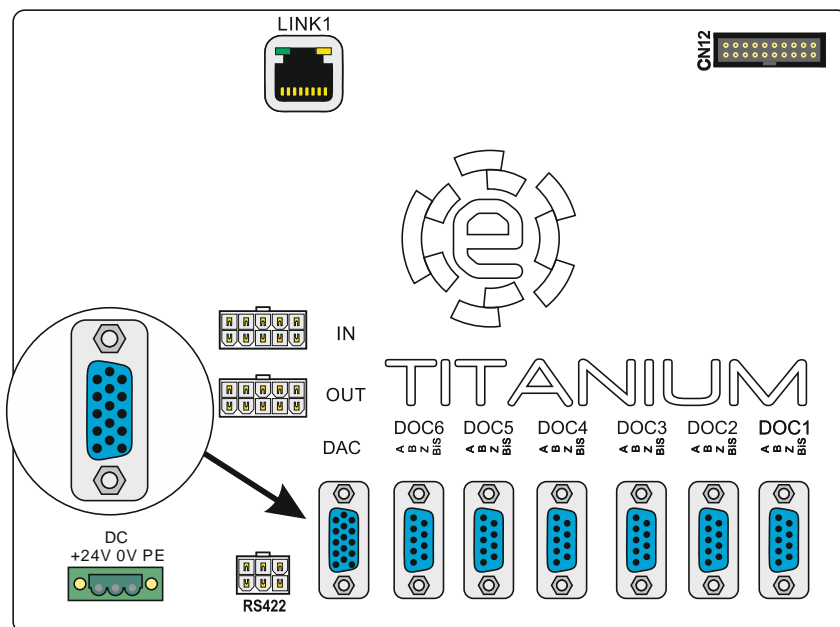 LINK1
CN12
IN
OUT
TITANIUM
DAC
DOC6
A B Z BiS
DOC5
A B Z BiS
DOC4
A B Z BiS
DOC3
A B Z BiS
DOC2
A B Z BiS
DOC1
A B Z BiS
DC
+24V 0V PE
RS422